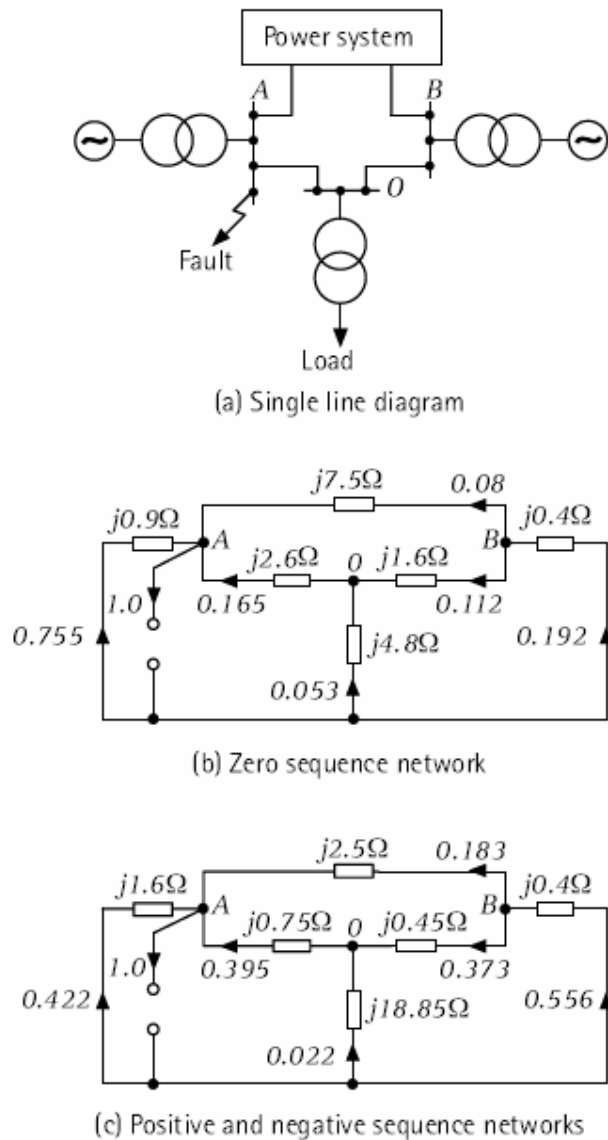 Power system
A
B
O
Fault
Load
(a) Single line diagram
j7.5Ω
0.08
j0.9Ω
A
B
j0.4Ω
j2.6Ω
0
j1.6Ω
1.0
0.165
0.112
0.755
j4.8Ω
0.192
0.053
(b) Zero sequence network
j2.5Ω
0.183
j1.6Ω
A
B
j0.4Ω
j0.75Ω
0
j0.45Ω
1.0
0.395
0.373
0.422
j18.85Ω
0.556
0.022
(c) Positive and negative sequence networks